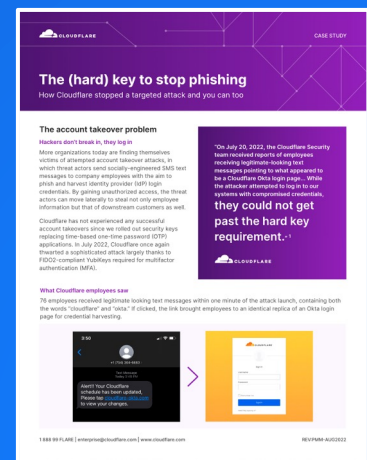 CLOUDFLARE
CASE STUDY
The (hard) key to stop phishing
How Cloudflare stopped a targeted attack and you can too
The account takeover problem
Hackers don't break in, they log in
More organizations today are finding themselves
victims of attempted account takeover attacks, in
which threat actors send socially-engineered SMS text
messages to company employees with the aim to
phish and harvest identity provider (IdP) login
credentials. By gaining unauthorized access, the threat
actors can move laterally to steal not only employee
information but that of downstream customers as well.
Cloudflare has not experienced any successful
account takeovers since we rolled out security keys
replacing time-based one-time password (OTP)
applications. In July 2022, Cloudflare once again
thwarted a sophisticated attack largely thanks to
FIDO2-compliant YubiKeys required for multifactor
authentication (MFA).
"On July 20, 2022, the Cloudflare Security
team received reports of employees
receiving legitimate-looking text
messages pointing to what appeared to
be a Cloudflare Okta login page... While
the attacker attempted to log in to our
systems with compromised credentials,
they could not get
past the hard key
requirement." 1
CLOUDFLARE
What Cloudflare employees saw
76 employees received legitimate looking text messages within one minute of the attack launch, containing both
the words "cloudflare" and "okta." If clicked, the link brought employees to an identical replica of an Okta login
page for credential harvesting.
3:50
Text Message
Alert!! Your Cloudflare
schedule has been updated,
Please tap cloudflare-okta.com
to view your changes.
CLOUDFLARE
1 888 99 FLARE | enterprise@cloudflare.com | www.cloudflare.com
REV:PMM-AUG2022